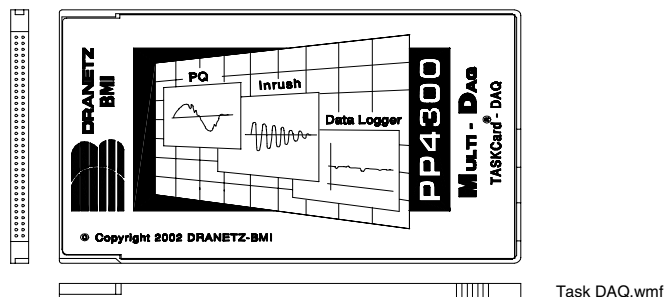 DRANETZ
BMI
PQ
Inrush
Data Logger
PP4300
MULTI - DAQ
TASKCard® - DAQ
© Copyright 2002 DRANETZ-BMI
Task DAQ.wmf